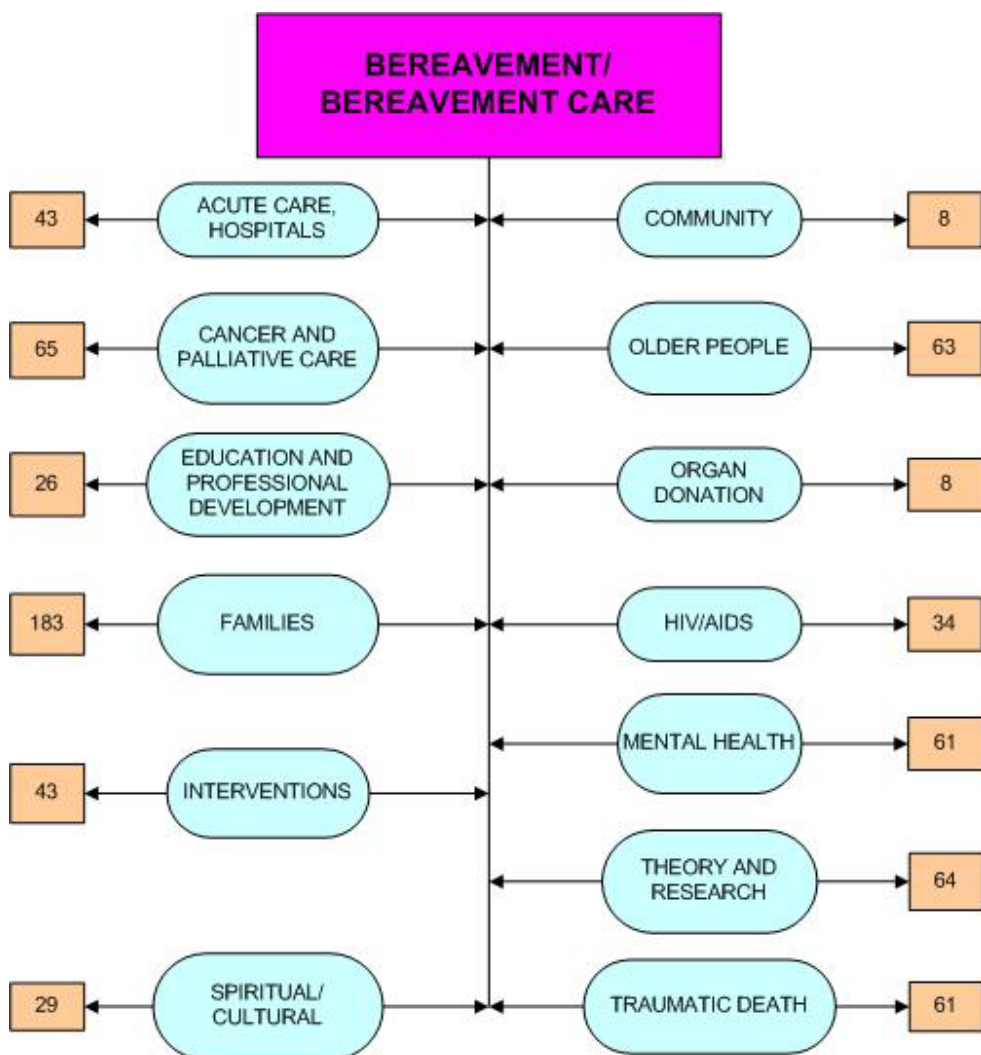 BEREAVEMENT/
BEREAVEMENT CARE
43
ACUTE CARE,
HOSPITALS
COMMUNITY
8
65
CANCER AND
PALLIATIVE CARE
OLDER PEOPLE
63
26
EDUCATION AND
PROFESSIONAL
DEVELOPMENT
ORGAN
DONATION
8
183
FAMILIES
HIV/AIDS
34
MENTAL HEALTH
61
43
INTERVENTIONS
THEORY AND
RESEARCH
64
29
SPIRITUAL/
CULTURAL
TRAUMATIC DEATH
61